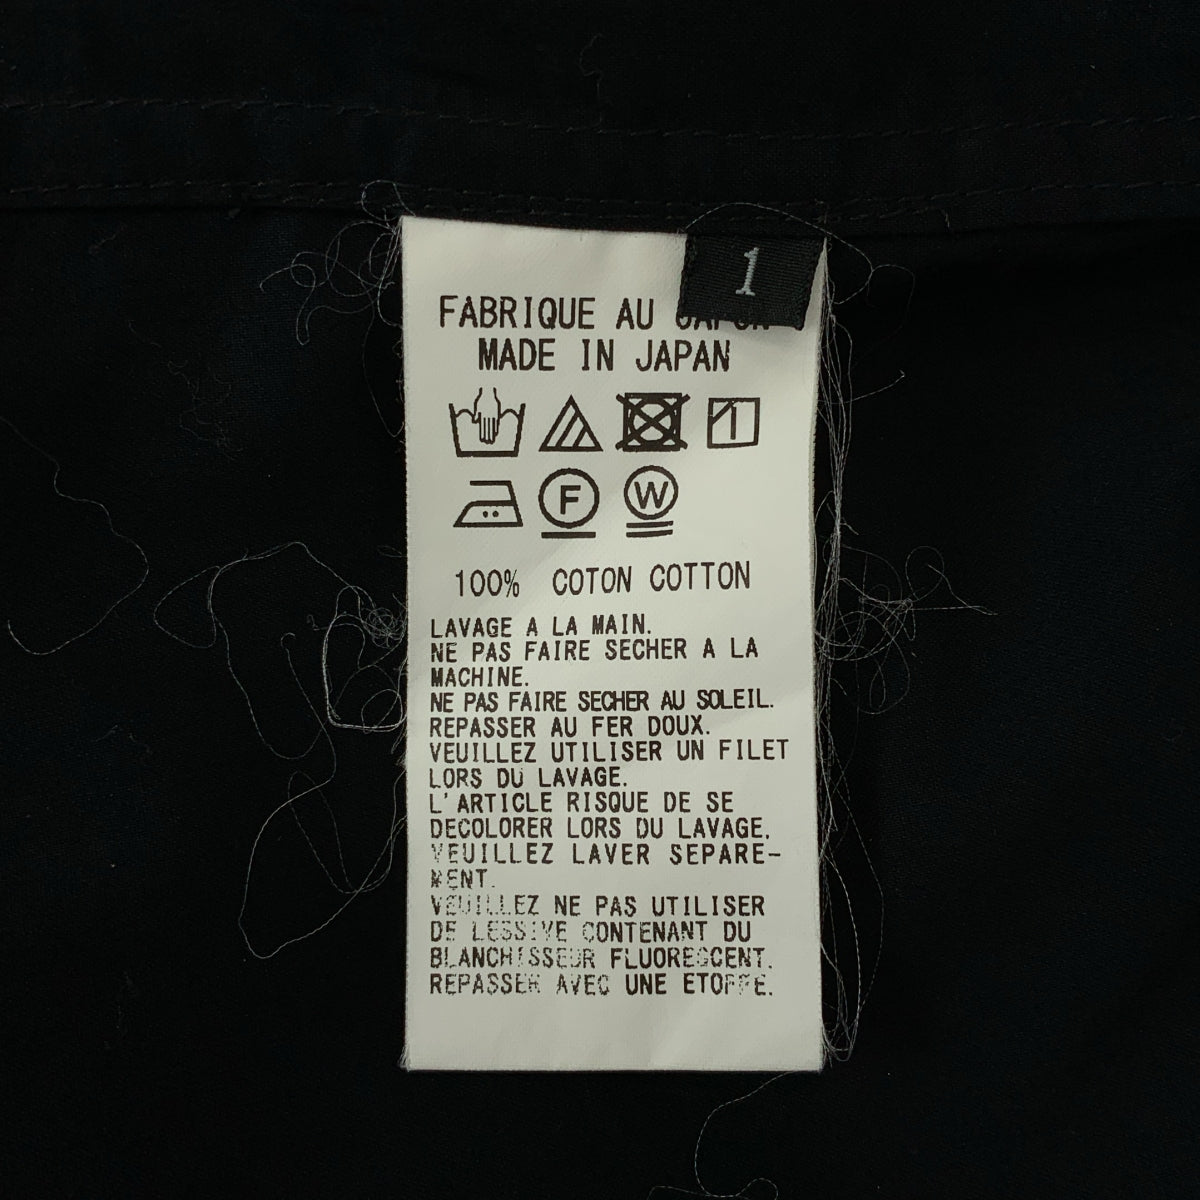 1
FABRIQUE AU
MADE IN JAPAN
F W
100% COTON COTTON
LAVAGE A LA MAIN.
NE PAS FAIRE SECHER A LA
MACHINE.
NE PAS FAIRE SECHER AU SOLEIL.
REPASSER AU FER DOUX.
VEUILLEZ UTILISER UN FILET
LORS DU LAVAGE.
L'ARTICLE RISQUE DE SE
DECOLORER LORS DU LAVAGE.
VEUILLEZ LAVER SEPARE-
MENT.
VEUILLEZ NE PAS UTILISER
DE LESSIVE CONTENANT DU
BLANCHISSEUR FLUORESCENT.
REPASSER AVEC UNE ETOFFE.